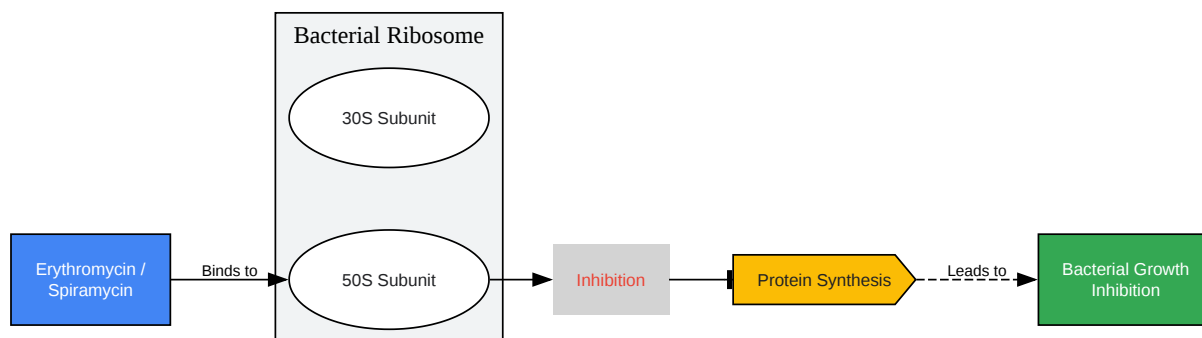 Bacterial Ribosome
30S Subunit
Erythromycin /
Spiramycin
Binds to
50S Subunit
Inhibition
Protein Synthesis
Leads to
Bacterial Growth
Inhibition